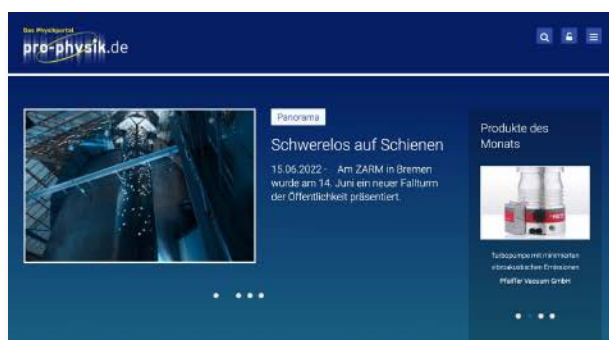 Das Physikportal
pro-physik.de
Panorama
Schwerelos auf Schienen
15.06.2022 - Am ZARM in Bremen
wurde am 14. Juni ein neuer Fallturm
der Öffentlichkeit präsentiert.
Produkte des
Monats
Turbopumpe mit minimierten
vibroakustischen Emissionen
Pfeiffer Vacuum GmbH